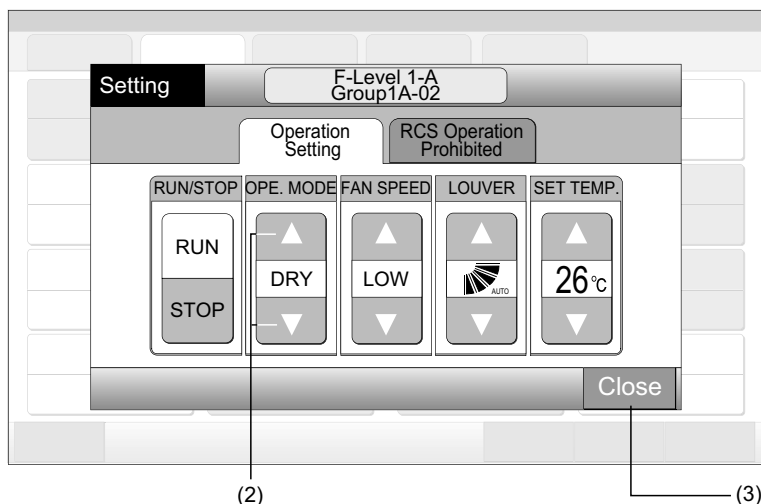 Setting
F-Level 1-A
Group1A-02
Operation
Setting
RCS Operation
Prohibited
RUN/STOP
OPE. MODE
FAN SPEED
LOUVER
SET TEMP.
RUN
STOP
DRY
LOW
AUTO
26°C
Close
(2)
(3)